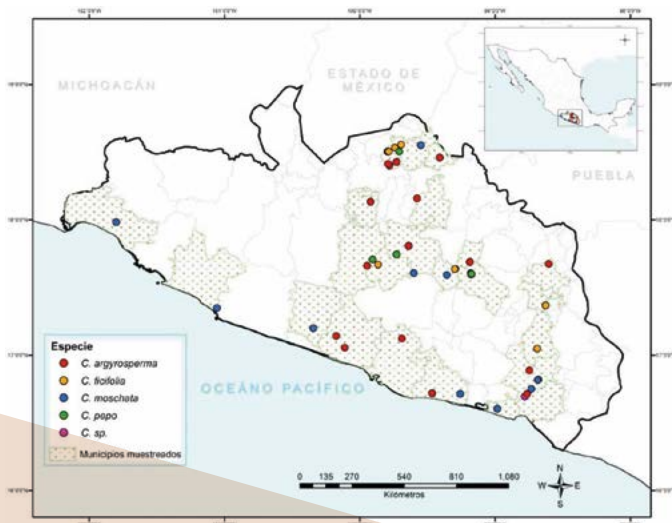 MICHOACÁN
ESTADO DE
MÉXICO
PUEBLA
OCEÁNO PACÍFICO
Especie
C. argyrosperma
C. ficifolia
C. moschata
C. pepo
C. sp.
Municipios muestreados
0 135 270 540 810 1,080
Kilómetros
N
W E
S